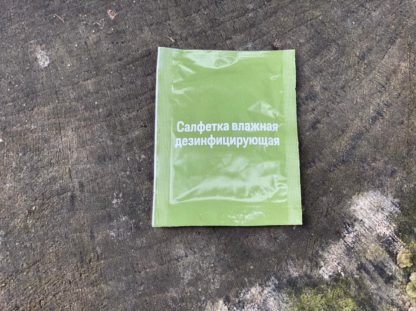 Салфетка влажная
дезинфицирующая